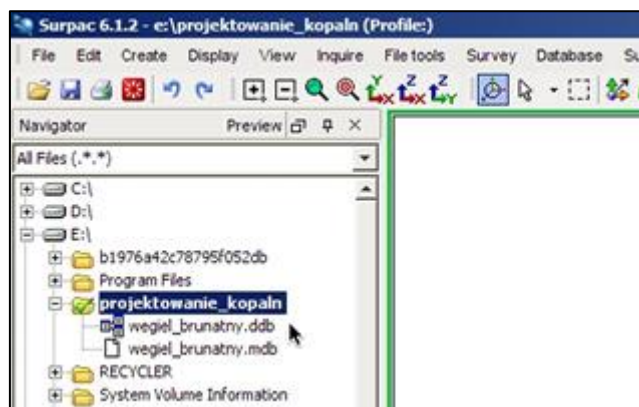 Surpac 6.1.2 - e:\projektowanie_kopaln (Profile:)
File Edit Create Display View Inquire File tools Survey Database Su
Navigator Preview
All Files (.*.*)
C:\
D:\
E:\
b1976a42c78795f052db
Program Files
projektowanie_kopaln
wegiel_brunatny.ddb
wegiel_brunatny.mdb
RECYCLER
System Volume Information